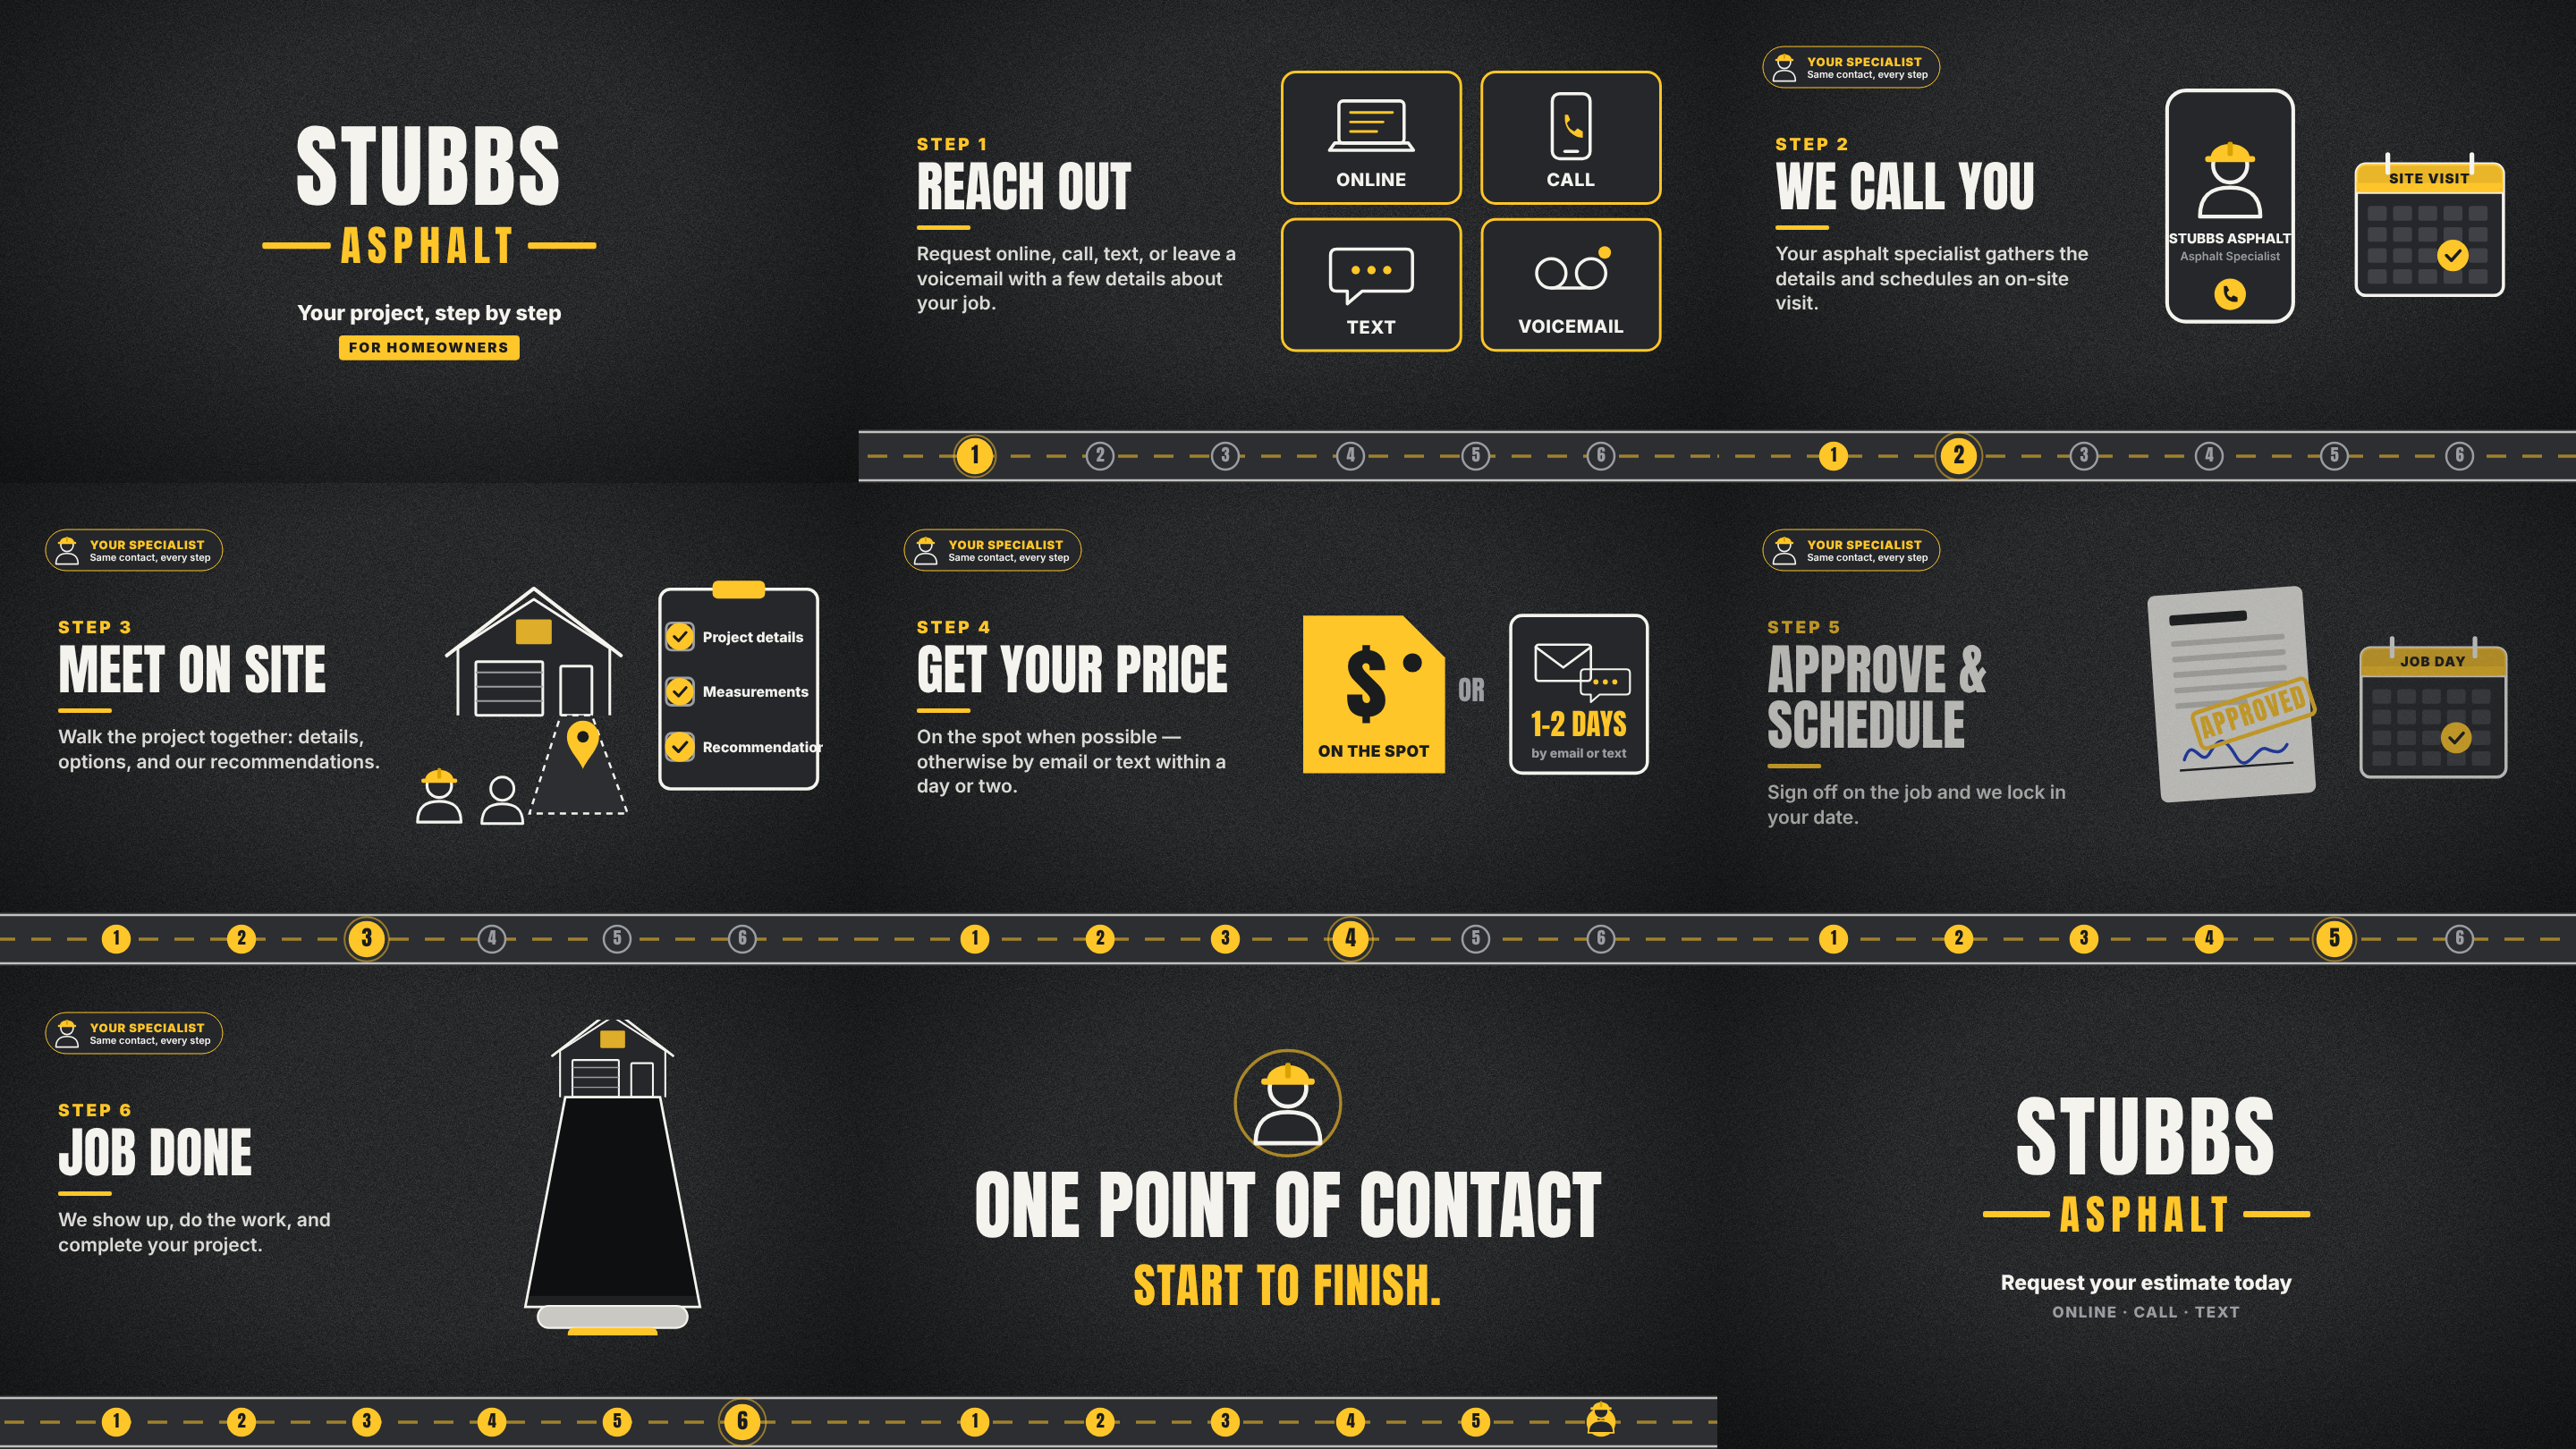 STUBBS
ASPHALT
Your project, step by step
FOR HOMEOWNERS
STEP 1
REACH OUT
Request online, call, text, or leave a
voicemail with a few details about
your job.
ONLINE
CALL
TEXT
VOICEMAIL
1
2
3
4
5
6
YOUR SPECIALIST
Same contact, every step
STEP 2
WE CALL YOU
Your asphalt specialist gathers the
details and schedules an on-site
visit.
STUBBS ASPHALT
Asphalt Specialist
SITE VISIT
1
2
3
4
5
6
YOUR SPECIALIST
Same contact, every step
STEP 3
MEET ON SITE
Walk the project together: details,
options, and our recommendations.
Project details
Measurements
Recommendation
1
2
3
4
5
6
YOUR SPECIALIST
Same contact, every step
STEP 4
GET YOUR PRICE
On the spot when possible —
otherwise by email or text within a
day or two.
$
ON THE SPOT
OR
1-2 DAYS
by email or text
1
2
3
4
5
6
YOUR SPECIALIST
Same contact, every step
STEP 5
APPROVE &
SCHEDULE
Sign off on the job and we lock in
your date.
APPROVED
JOB DAY
1
2
3
4
5
6
YOUR SPECIALIST
Same contact, every step
STEP 6
JOB DONE
We show up, do the work, and
complete your project.
1
2
3
4
5
6
ONE POINT OF CONTACT
START TO FINISH.
1
2
3
4
5
STUBBS
ASPHALT
Request your estimate today
ONLINE · CALL · TEXT